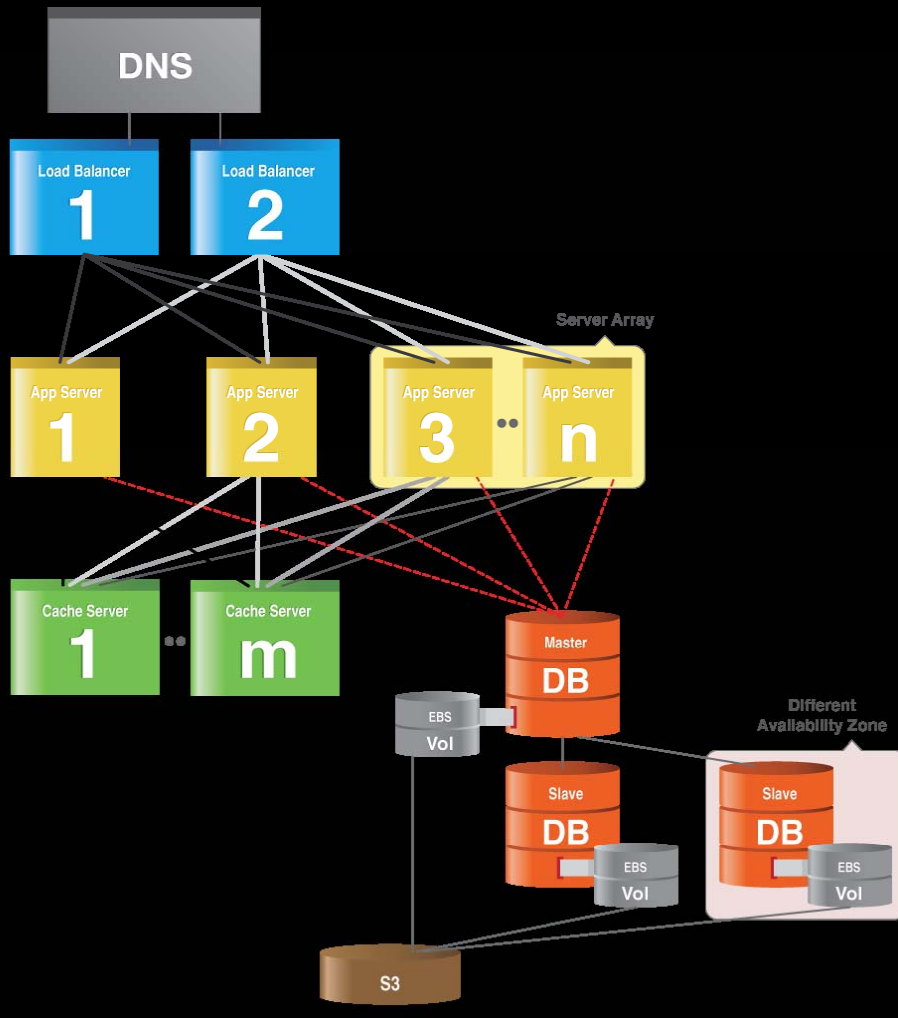 DNS
Load Balancer
1
Load Balancer
2
Server Array
App Server
1
App Server
2
App Server
3
App Server
n
Cache Server
1
Cache Server
m
Master
DB
EBS
Vol
Different
Availability Zone
Slave
DB
EBS
Vol
Slave
DB
EBS
Vol
S3